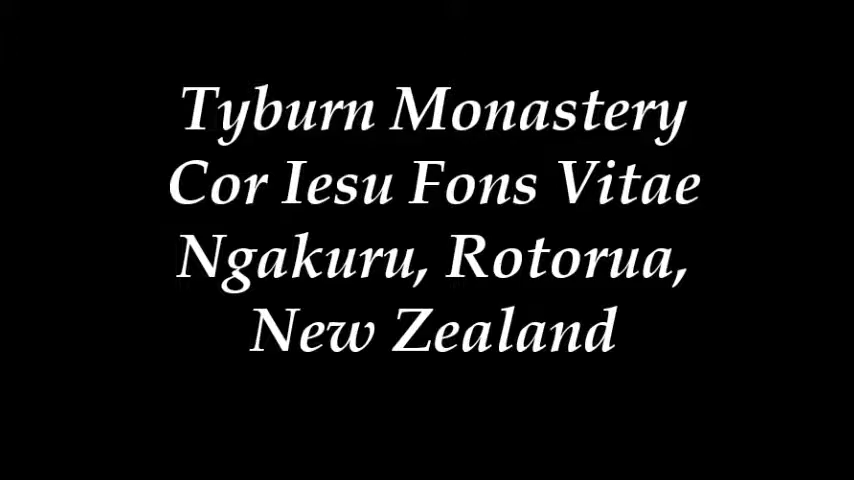 Tyburn Monastery
Cor Iesu Fons Vitae
Ngakuru, Rotorua,
New Zealand